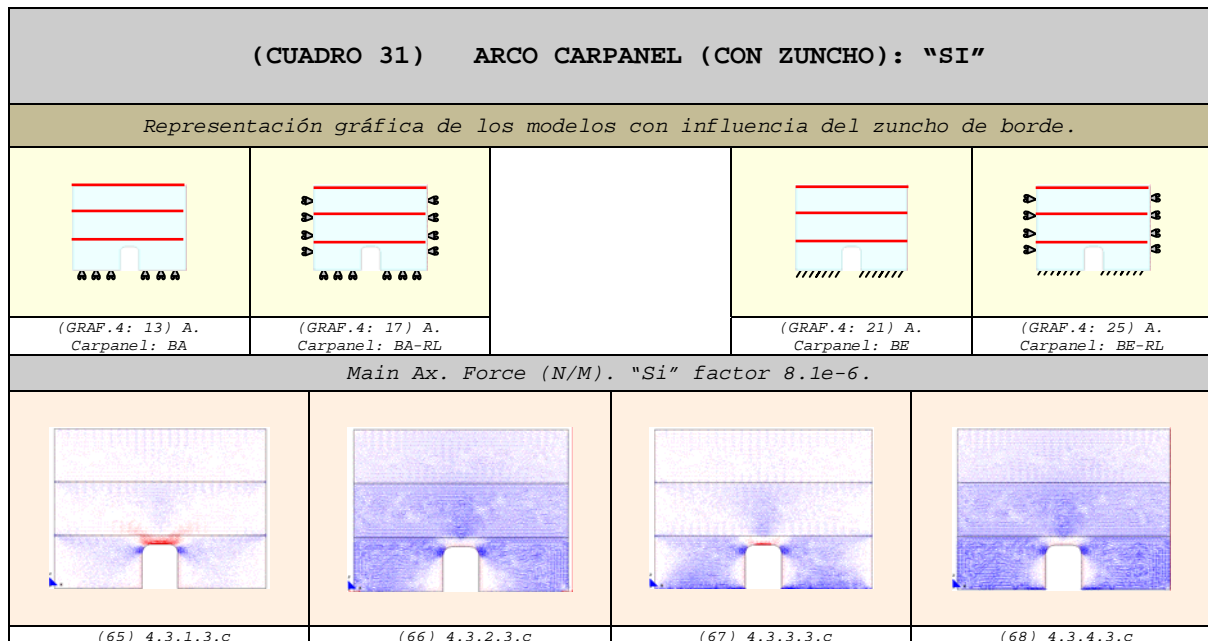 (CUADRO 31) ARCO CARPANEL (CON ZUNCHO): “SI”
Representación gráfica de los modelos con influencia del zuncho de borde.
(GRAF.4: 13) A.
Carpanel: BA
(GRAF.4: 17) A.
Carpanel: BA-RL
(GRAF.4: 21) A.
Carpanel: BE
(GRAF.4: 25) A.
Carpanel: BE-RL
Main Ax. Force (N/M). “Si” factor 8.1e-6.
(65) 4.3.1.3.c
(66) 4.3.2.3.c
(67) 4.3.3.3.c
(68) 4.3.4.3.c